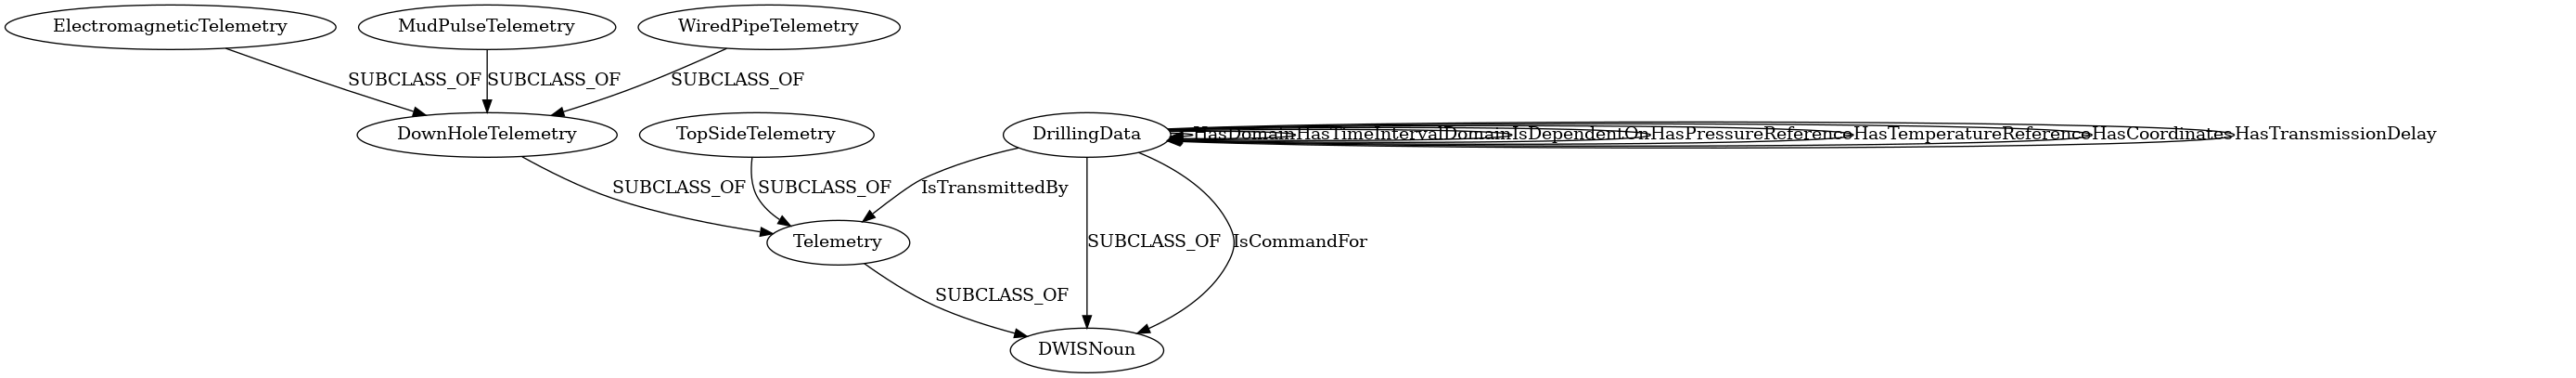 ElectromagneticTelemetry
MudPulseTelemetry
WiredPipeTelemetry
SUBCLASS_OF
SUBCLASS_OF
SUBCLASS_OF
DownHoleTelemetry
TopSideTelemetry
DrillingData
HasDomain
HasTimeIntervalDomain
IsDependentOn
HasPressureReference
HasTemperatureReference
HasCoordinates
HasTransmissionDelay
SUBCLASS_OF
SUBCLASS_OF
IsTransmittedBy
Telemetry
SUBCLASS_OF
IsCommandFor
SUBCLASS_OF
DWISNoun